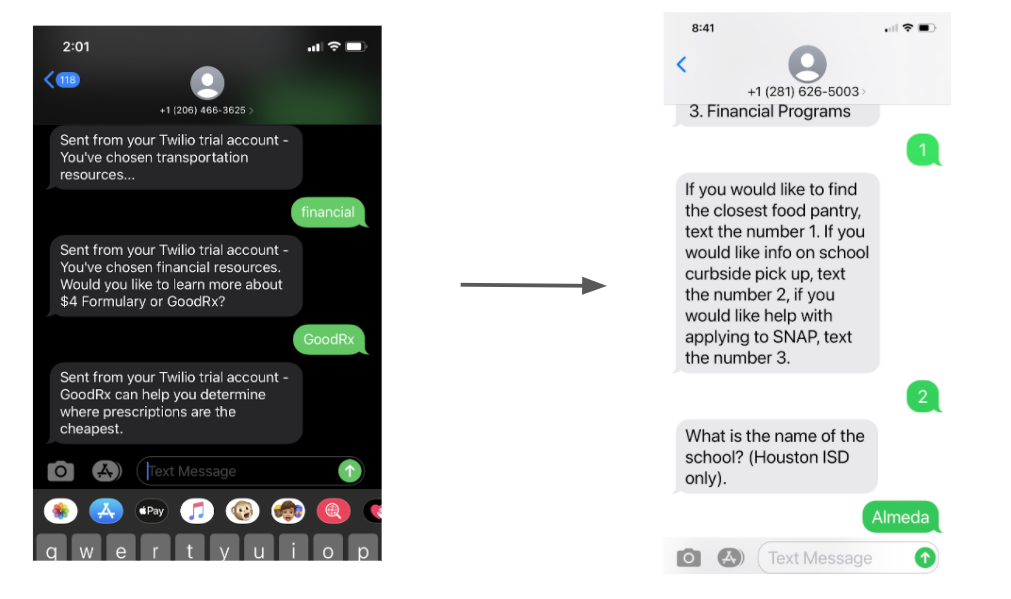 2:01
118
+1 (206) 466-3625 >
Sent from your Twilio trial account -
You've chosen transportation
resources...
financial
Sent from your Twilio trial account -
You've chosen financial resources.
Would you like to learn more about
$4 Formulary or GoodRx?
GoodRx
Sent from your Twilio trial account -
GoodRx can help you determine
where prescriptions are the
cheapest.
Text Message
Pay
q w e r t y u i o p
8:41
+1 (281) 626-5003 >
3. Financial Programs
1
If you would like to find
the closest food pantry,
text the number 1. If you
would like info on school
curbside pick up, text
the number 2, if you
would like help with
applying to SNAP, text
the number 3.
2
What is the name of the
school? (Houston ISD
only).
Almeda
Text Message